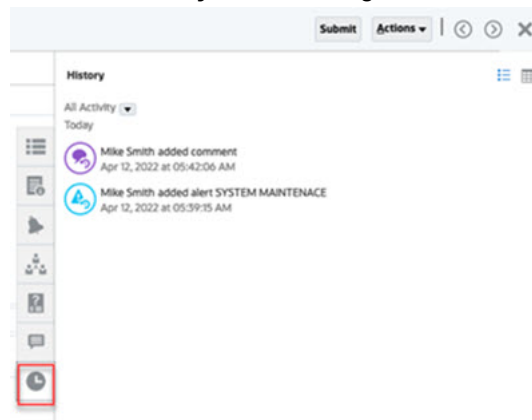 Submit
Actions
History
All Activity
Today
Mike Smith added comment
Apr 12, 2022 at 05:42:06 AM
Mike Smith added alert SYSTEM MAINTENACE
Apr 12, 2022 at 05:39:15 AM